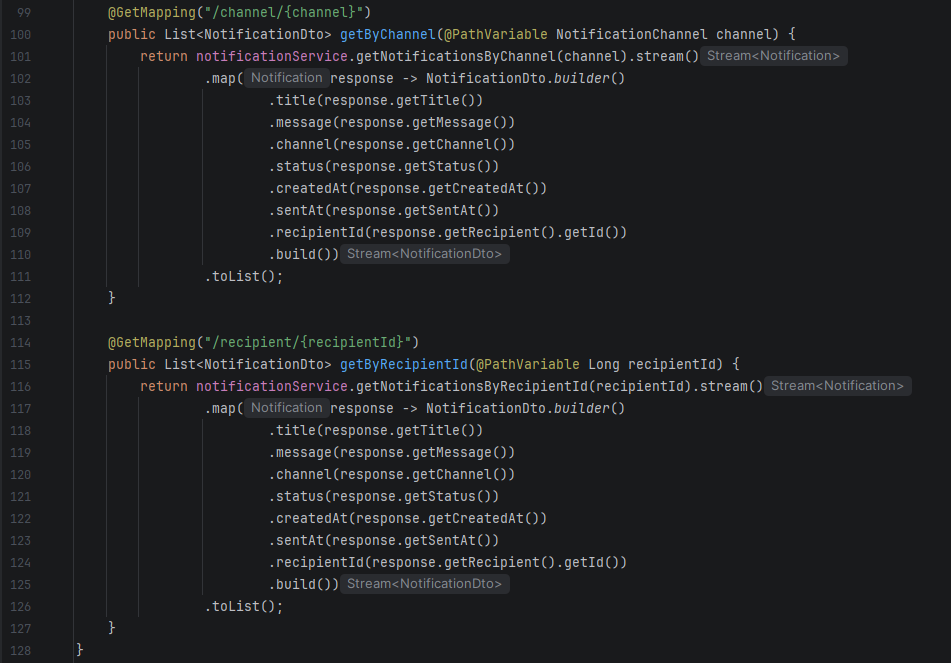 99 @GetMapping("/channel/{channel}")
100 public List<NotificationDto> getByChannel(@PathVariable NotificationChannel channel) {
101 return notificationService.getNotificationsByChannel(channel).stream() Stream<Notification>
102 .map( Notification response -> NotificationDto.builder()
103 .title(response.getTitle())
104 .message(response.getMessage())
105 .channel(response.getChannel())
106 .status(response.getStatus())
107 .createdAt(response.getCreatedAt())
108 .sentAt(response.getSentAt())
109 .recipientId(response.getRecipient().getId())
110 .build()) Stream<NotificationDto>
111 .toList();
112 }
113
114 @GetMapping("/recipient/{recipientId}")
115 public List<NotificationDto> getByRecipientId(@PathVariable Long recipientId) {
116 return notificationService.getNotificationsByRecipientId(recipientId).stream() Stream<Notification>
117 .map( Notification response -> NotificationDto.builder()
118 .title(response.getTitle())
119 .message(response.getMessage())
120 .channel(response.getChannel())
121 .status(response.getStatus())
122 .createdAt(response.getCreatedAt())
123 .sentAt(response.getSentAt())
124 .recipientId(response.getRecipient().getId())
125 .build()) Stream<NotificationDto>
126 .toList();
127 }
128 }